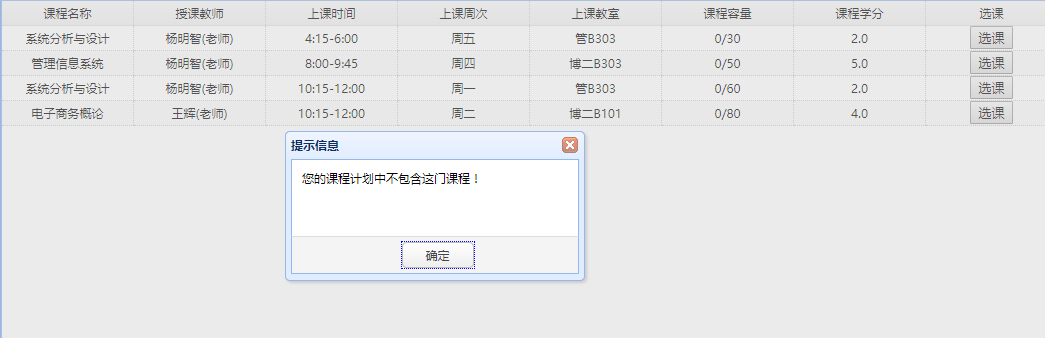 课程名称 授课教师 上课时间 上课周次 上课教室 课程容量 课程学分 选课
系统分析与设计 杨明智(老师) 4:15-6:00 周五 管B303 0/30 2.0 选课
管理信息系统 杨明智(老师) 8:00-9:45 周四 博二B303 0/50 5.0 选课
系统分析与设计 杨明智(老师) 10:15-12:00 周一 管B303 0/60 2.0 选课
电子商务概论 王辉(老师) 10:15-12:00 周二 博二B101 0/80 4.0 选课
提示信息
您的课程计划中不包含这门课程！
确定